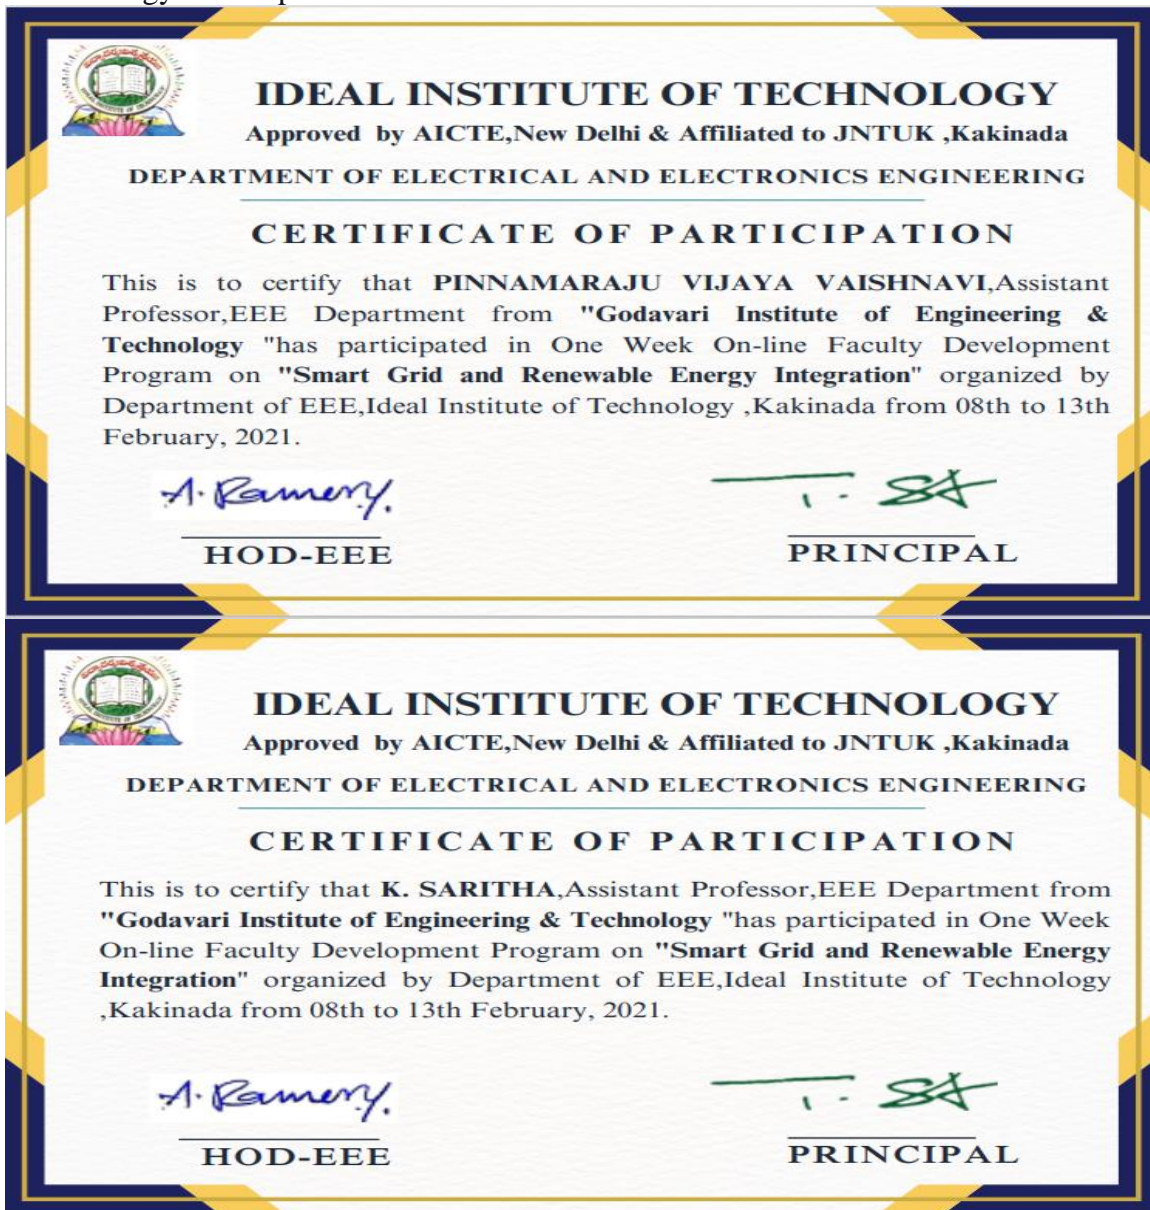 IDEAL INSTITUTE OF TECHNOLOGY
Approved by AICTE,New Delhi & Affiliated to JNTUK ,Kakinada
DEPARTMENT OF ELECTRICAL AND ELECTRONICS ENGINEERING
CERTIFICATE OF PARTICIPATION
This is to certify that PINNAMARAJU VIJAYA VAISHNAVI,Assistant
Professor,EEE Department from "Godavari Institute of Engineering &
Technology "has participated in One Week On-line Faculty Development
Program on "Smart Grid and Renewable Energy Integration" organized by
Department of EEE,Ideal Institute of Technology ,Kakinada from 08th to 13th
February, 2021.
HOD-EEE
PRINCIPAL
IDEAL INSTITUTE OF TECHNOLOGY
Approved by AICTE,New Delhi & Affiliated to JNTUK ,Kakinada
DEPARTMENT OF ELECTRICAL AND ELECTRONICS ENGINEERING
CERTIFICATE OF PARTICIPATION
This is to certify that K. SARITHA,Assistant Professor,EEE Department from
"Godavari Institute of Engineering & Technology "has participated in One Week
On-line Faculty Development Program on "Smart Grid and Renewable Energy
Integration" organized by Department of EEE,Ideal Institute of Technology
,Kakinada from 08th to 13th February, 2021.
HOD-EEE
PRINCIPAL